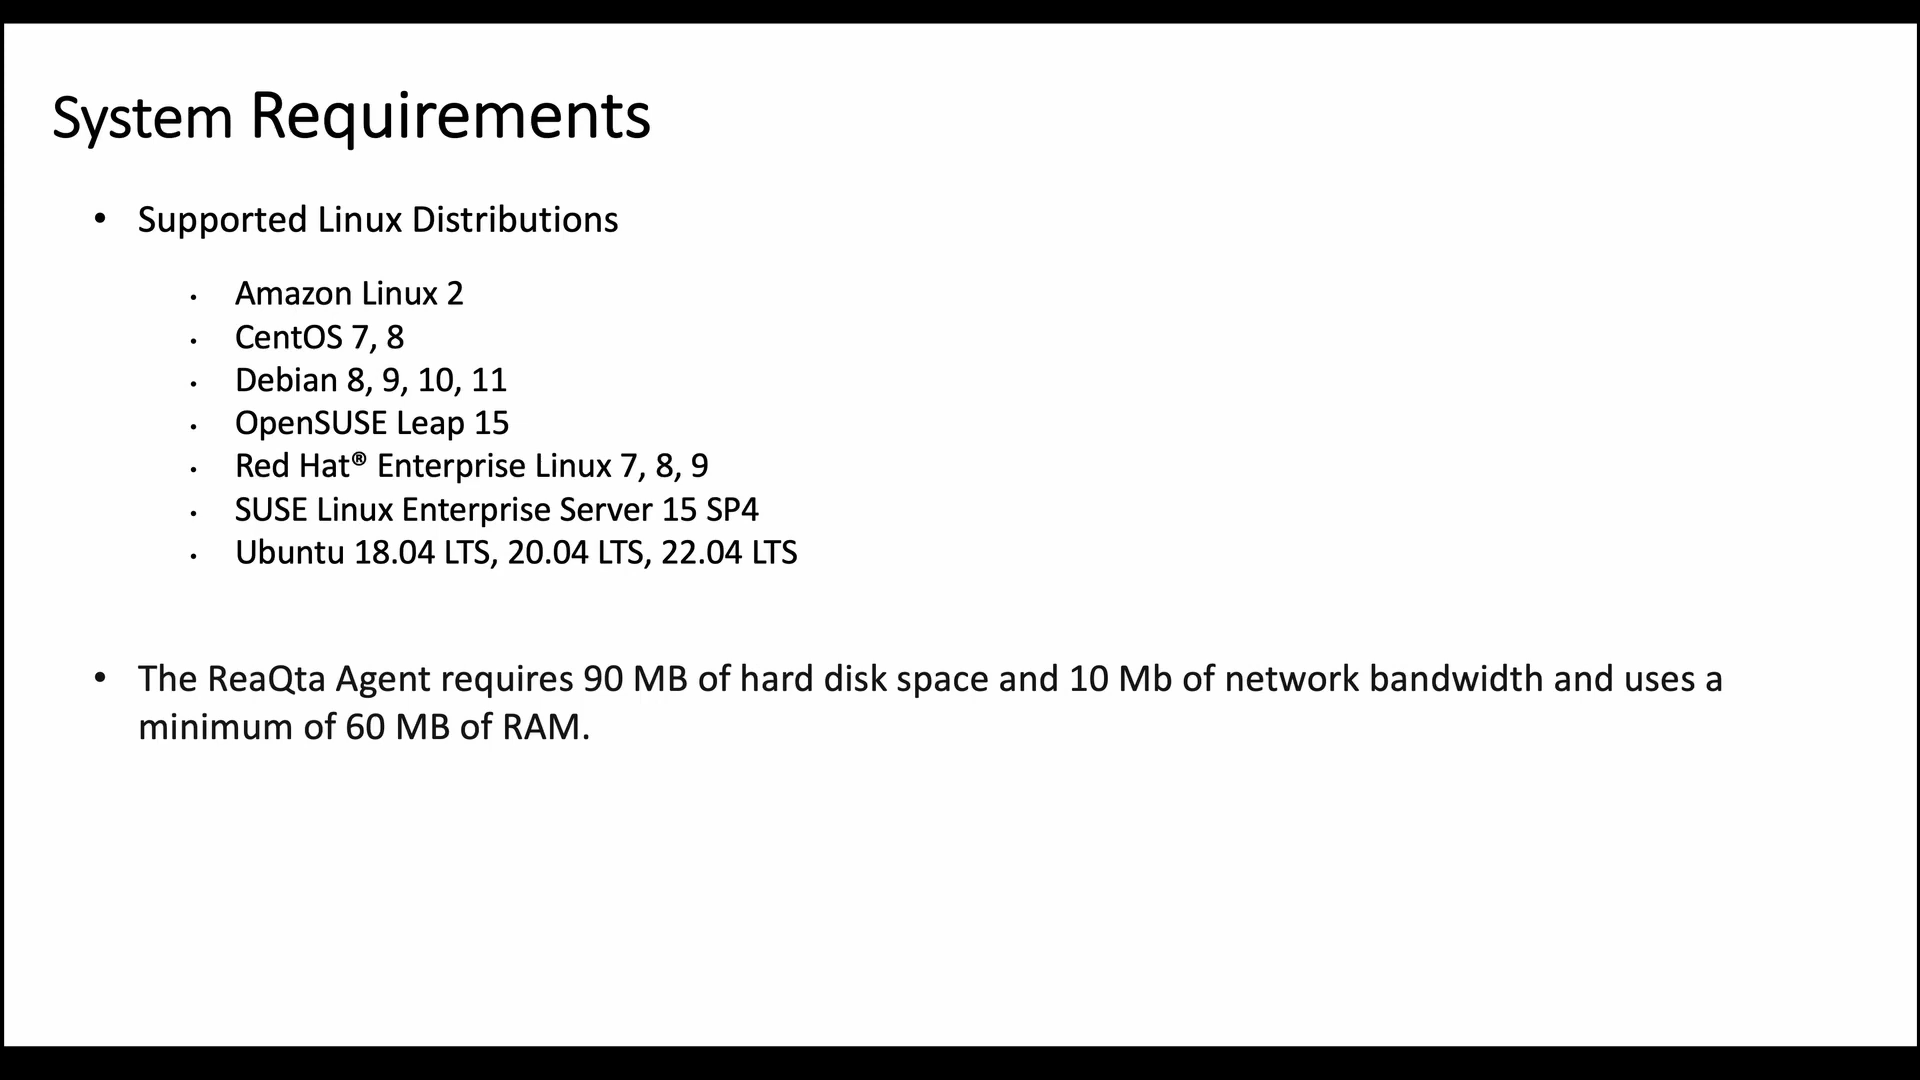 System Requirements
• Supported Linux Distributions
• Amazon Linux 2
• CentOS 7, 8
• Debian 8, 9, 10, 11
• OpenSUSE Leap 15
• Red Hat® Enterprise Linux 7, 8, 9
• SUSE Linux Enterprise Server 15 SP4
• Ubuntu 18.04 LTS, 20.04 LTS, 22.04 LTS
• The ReaQta Agent requires 90 MB of hard disk space and 10 Mb of network bandwidth and uses a
minimum of 60 MB of RAM.